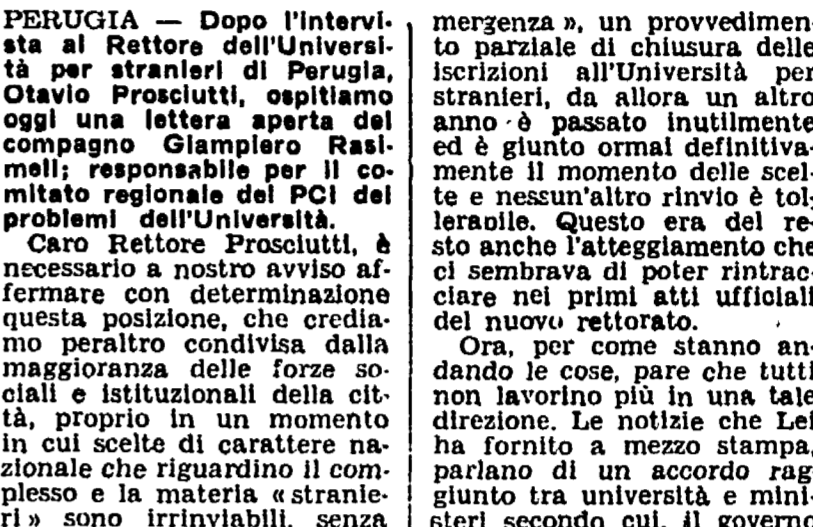 PERUGIA — Dopo l'intervi-
sta al Rettore dell'Universi-
tà per stranieri di Perugia,
Otavio Prosciutti, ospitiamo
oggi una lettera aperta del
compagno Giampiero Rasi-
meli; responsabile per il co-
mitato regionale del PCI dei
problemi dell'Università.
Caro Rettore Prosciutti, è
necessario a nostro avviso af-
fermare con determinazione
questa posizione, che credia-
mo peraltro condivisa dalla
maggioranza delle forze so-
ciali e istituzionali della cit-
tà, proprio in un momento
in cui scelte di carattere na-
zionale che riguardino il com-
plesso e la materia «stranie-
ri» sono irrinviabili, senza
mergenza», un provvedimen-
to parziale di chiusura delle
iscrizioni all'Università per
stranieri, da allora un altro
anno è passato inutilmente
ed è giunto ormai definitiva-
mente il momento delle scel-
te e nessun'altro rinvio è tol-
lerabile. Questo era del re-
sto anche l'atteggiamento che
ci sembrava di poter rintrac-
ciare nei primi atti ufficiali
del nuovo rettorato.
Ora, per come stanno an-
dando le cose, pare che tutti
non lavorino più in una tale
direzione. Le notizie che Lei
ha fornito a mezzo stampa,
parlano di un accordo rag-
giunto tra università e mini-
steri secondo cui, il governo